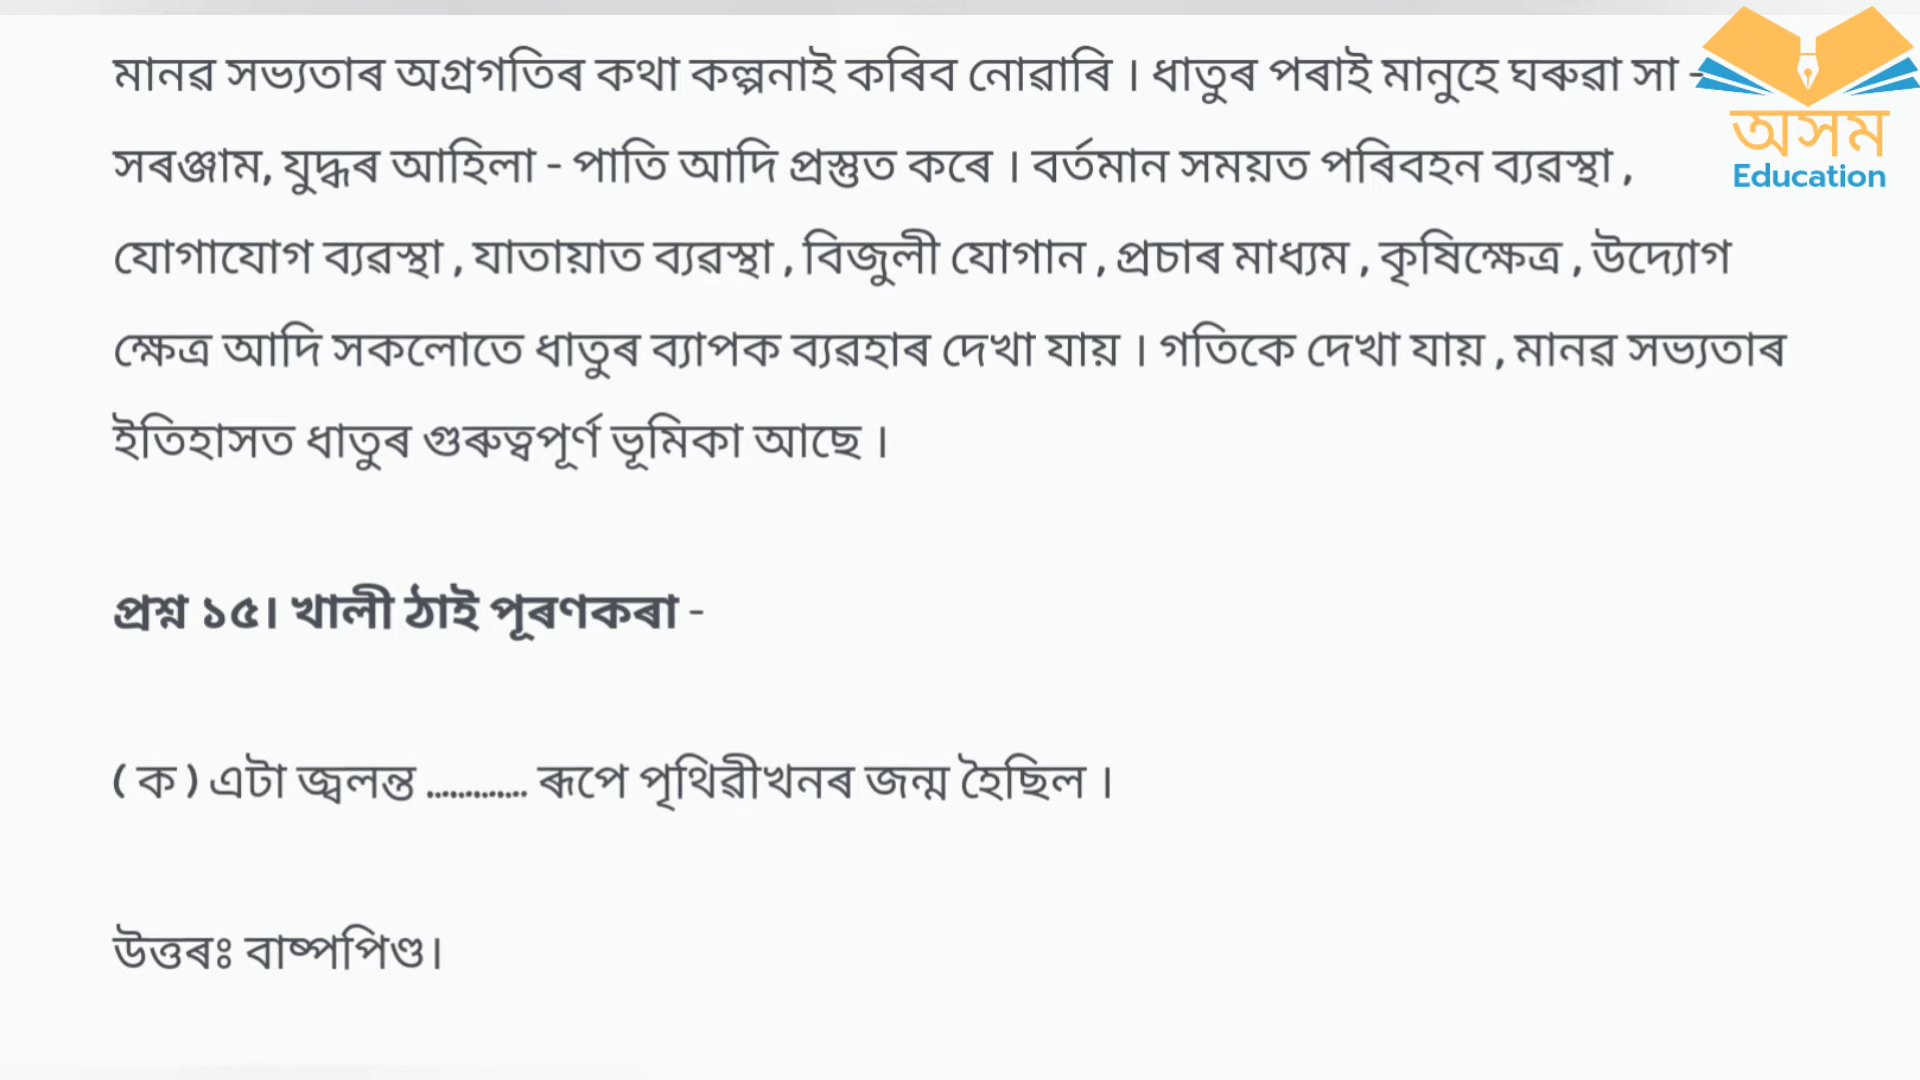 মানৱ সভ্যতাৰ অগ্ৰগতিৰ কথা কল্পনাই কৰিব নোৱাৰি । ধাতুৰ পৰাই মানুহে ঘৰুৱা সা -
সৰঞ্জাম, যুদ্ধৰ আহিলা - পাতি আদি প্ৰস্তুত কৰে । বৰ্তমান সময়ত পৰিবহন ব্যৱস্থা ,
যোগাযোগ ব্যৱস্থা , যাতায়াত ব্যৱস্থা , বিজুলী যোগান , প্ৰচাৰ মাধ্যম , কৃষিক্ষেত্ৰ , উদ্যোগ
ক্ষেত্ৰ আদি সকলোতে ধাতুৰ ব্যাপক ব্যৱহাৰ দেখা যায় । গতিকে দেখা যায় , মানৱ সভ্যতাৰ
ইতিহাসত ধাতুৰ গুৰুত্বপূৰ্ণ ভূমিকা আছে ।
প্ৰশ্ন ১৫। খালী ঠাই পূৰণকৰা -
( ক ) এটা জ্বলন্ত ............. ৰূপে পৃথিৱীখনৰ জন্ম হৈছিল ।
উত্তৰঃ বাষ্পপিণ্ড।
অসম
Education